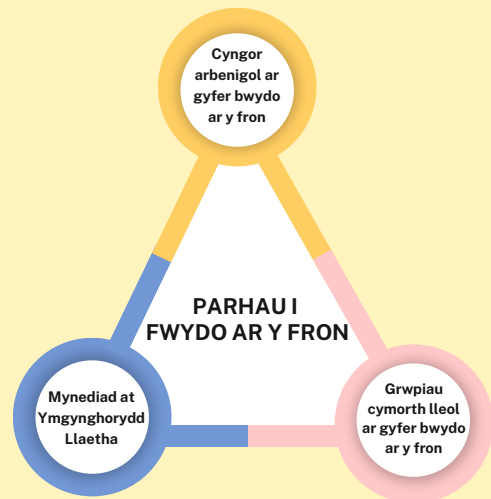 Cyngor
arbenigol ar
gyfer bwydo
ar y fron
PARHAU I
FWYDO AR Y FRON
Mynediad at
Ymgynghorydd
Llaetha
Grwpiau
cymorth lleol
ar gyfer bwydo
ar y fron